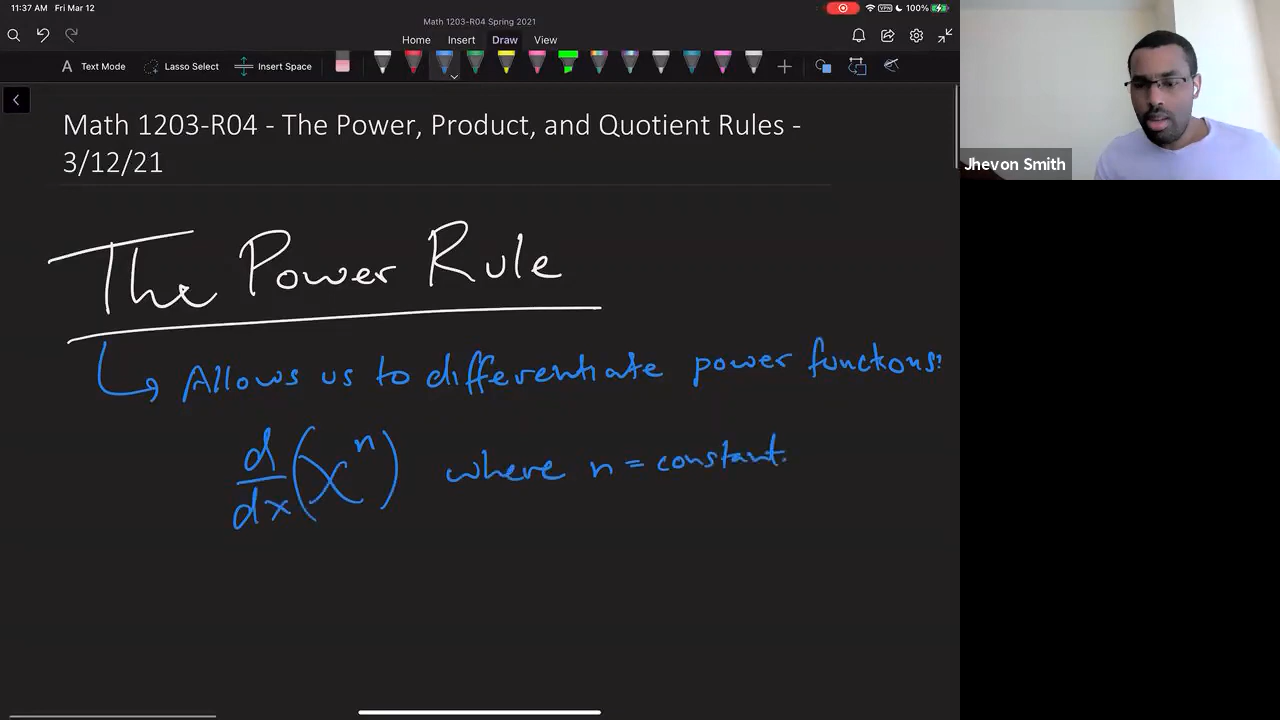 11:37 AM Fri Mar 12
VPN 100%
Math 1203-R04 Spring 2021
Home Insert Draw View
Text Mode Lasso Select Insert Space
Math 1203-R04 - The Power, Product, and Quotient Rules -
3/12/21
Jhevon Smith
The Power Rule
Allows us to differentiate power functions:
d/dx (x^n) where n = constant.